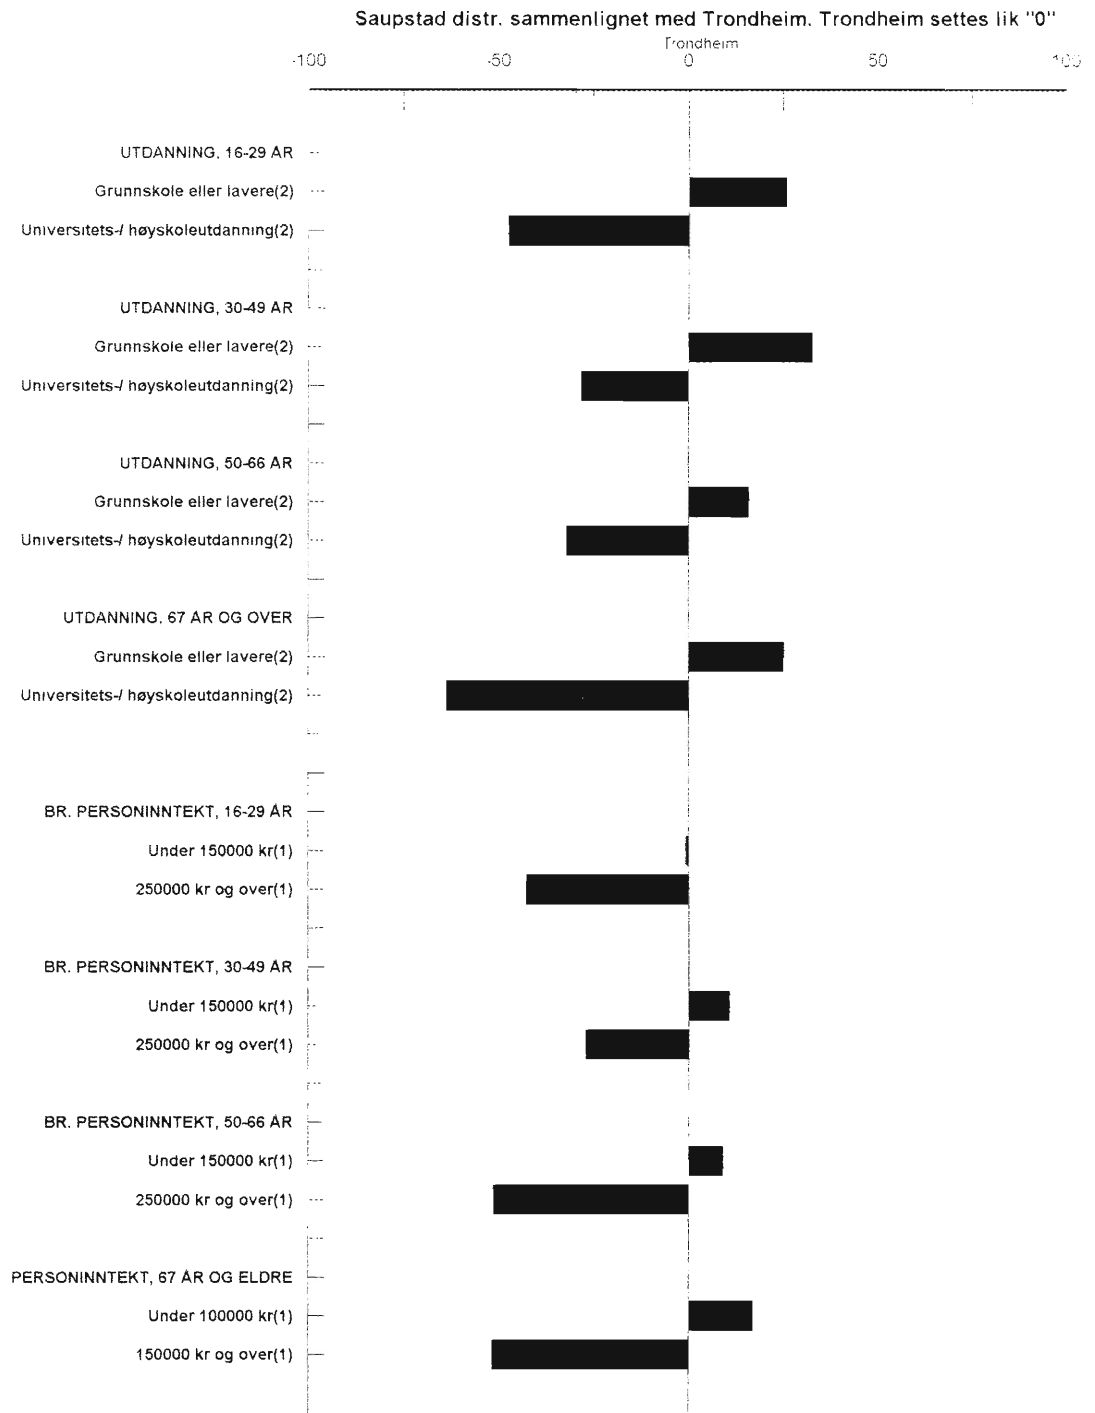 Saupstad distr. sammenlignet med Trondheim. Trondheim settes lik "0"
Trondheim
-100 -50 0 50 100
UTDANNING, 16-29 ÅR
Grunnskole eller lavere(2)
Universitets-/ høyskoleutdanning(2)
UTDANNING, 30-49 ÅR
Grunnskole eller lavere(2)
Universitets-/ høyskoleutdanning(2)
UTDANNING, 50-66 ÅR
Grunnskole eller lavere(2)
Universitets-/ høyskoleutdanning(2)
UTDANNING, 67 ÅR OG OVER
Grunnskole eller lavere(2)
Universitets-/ høyskoleutdanning(2)
BR. PERSONINNTEKT, 16-29 ÅR
Under 150000 kr(1)
250000 kr og over(1)
BR. PERSONINNTEKT, 30-49 ÅR
Under 150000 kr(1)
250000 kr og over(1)
BR. PERSONINNTEKT, 50-66 ÅR
Under 150000 kr(1)
250000 kr og over(1)
PERSONINNTEKT, 67 ÅR OG ELDRE
Under 100000 kr(1)
150000 kr og over(1)